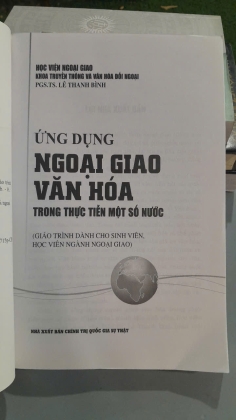 HỌC VIỆN NGOẠI GIAO
KHOA TRUYỀN THÔNG VÀ VĂN HÓA ĐỐI NGOẠI
PGS.TS. LÊ THANH BÌNH
ỨNG DỤNG
NGOẠI GIAO
VĂN HÓA
TRONG THỰC TIỄN MỘT SỐ NƯỚC
(GIÁO TRÌNH DÀNH CHO SINH VIÊN,
HỌC VIÊN NGÀNH NGOẠI GIAO)
NHÀ XUẤT BẢN CHÍNH TRỊ QUỐC GIA SỰ THẬT